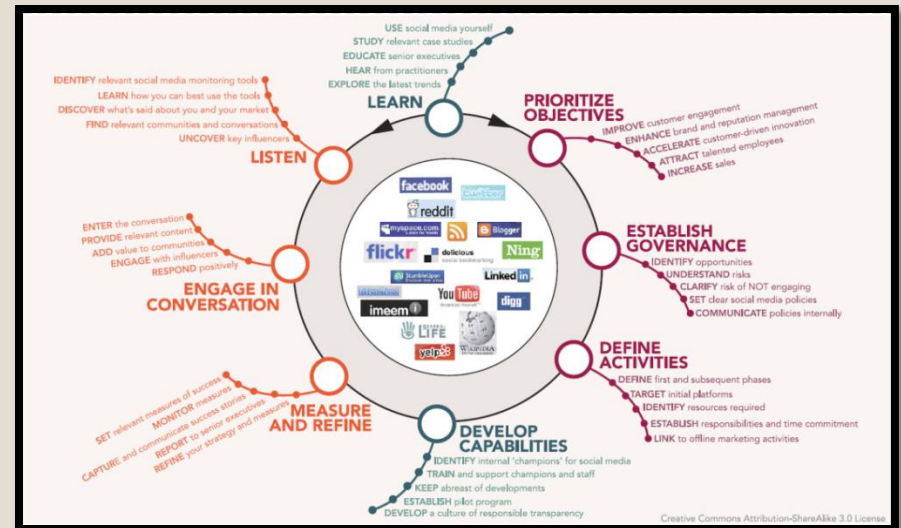 USE social media yourself
STUDY relevant case studies
EDUCATE senior executives
HEAR from practitioners
EXPLORE the latest trends
LEARN
PRIORITIZE
OBJECTIVES
IMPROVE customer engagement
ENHANCE brand and reputation management
ACCELERATE customer-driven innovation
ATTRACT talented employees
INCREASE sales
ESTABLISH
GOVERNANCE
IDENTIFY opportunities
UNDERSTAND risks
CLARIFY risk of NOT engaging
SET clear social media policies
COMMUNICATE policies internally
DEFINE
ACTIVITIES
DEFINE first and subsequent phases
TARGET initial platforms
IDENTIFY resources required
ESTABLISH responsibilities and time commitment
LINK to offline marketing activities
DEVELOP
CAPABILITIES
IDENTIFY internal 'champions' for social media
TRAIN and support champions and staff
KEEP abreast of developments
ESTABLISH pilot program
DEVELOP a culture of responsible transparency
MEASURE
AND REFINE
SET relevant measures of success
MONITOR measures
CAPTURE and communicate success stories
REPORT to senior executives
REFINE your strategy and measures
ENGAGE IN
CONVERSATION
ENTER the conversation
PROVIDE relevant content
ADD value to communities
ENGAGE with influencers
RESPOND positively
LISTEN
IDENTIFY relevant social media monitoring tools
LEARN how you can best use the tools
DISCOVER what's said about you and your market
FIND relevant communities and conversations
UNCOVER key influencers
facebook
twitter
reddit
myspace.com
Blogger
flickr
delicious
social bookmarking
Ning
StumbleUpon
Linked in
YouTube
digg
imeem
SECOND LIFE
WIKIPEDIA
yelp
Creative Commons Attribution-ShareAlike 3.0 License